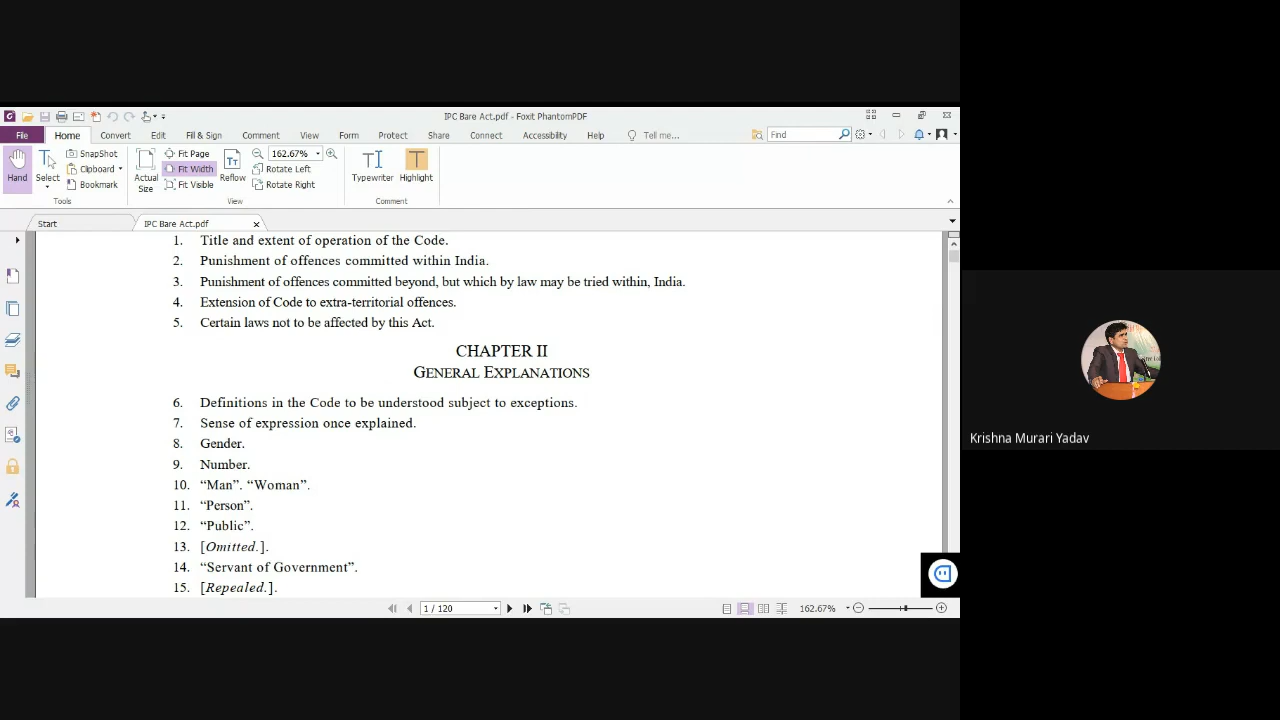 IPC Bare Act.pdf - Foxit PhantomPDF
File Home Convert Edit Fill & Sign Comment View Form Protect Share Connect Accessibility Help Tell me... Find
Hand Select SnapShot Clipboard Bookmark Actual Size Fit Page Fit Width Fit Visible Reflow 162.67% Rotate Left Rotate Right Typewriter Highlight
Tools View Comment
Start IPC Bare Act.pdf
1. Title and extent of operation of the Code.
2. Punishment of offences committed within India.
3. Punishment of offences committed beyond, but which by law may be tried within, India.
4. Extension of Code to extra-territorial offences.
5. Certain laws not to be affected by this Act.
CHAPTER II
GENERAL EXPLANATIONS
6. Definitions in the Code to be understood subject to exceptions.
7. Sense of expression once explained.
8. Gender.
9. Number.
10. “Man”. “Woman”.
11. “Person”.
12. “Public”.
13. [Omitted.].
14. “Servant of Government”.
15. [Repealed.].
1 / 120 162.67%
Krishna Murari Yadav